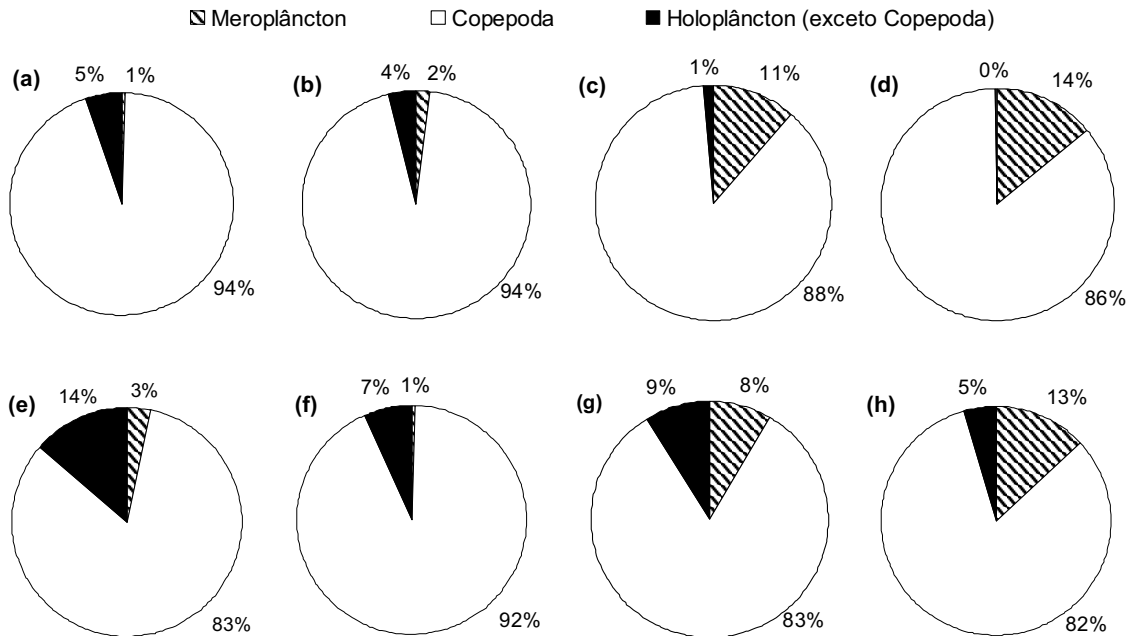 Meroplâncton Copepoda Holoplâncton (exceto Copepoda)
(a) 5% 1% 94%
(b) 4% 2% 94%
(c) 1% 11% 88%
(d) 0% 14% 86%
(e) 14% 3% 83%
(f) 7% 1% 92%
(g) 9% 8% 83%
(h) 5% 13% 82%